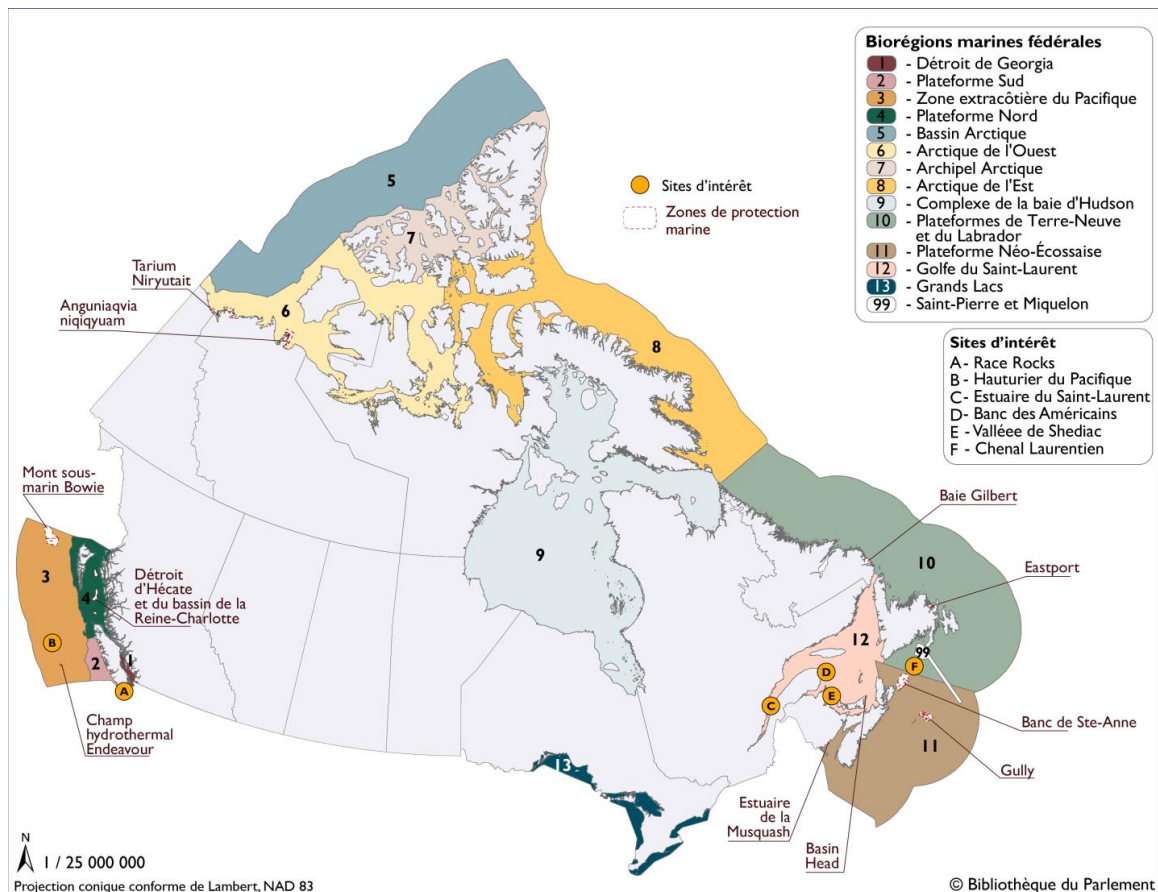 Biorégions marines fédérales
1 - Détroit de Georgia
2 - Plateforme Sud
3 - Zone extracôtière du Pacifique
4 - Plateforme Nord
5 - Bassin Arctique
6 - Arctique de l'Ouest
7 - Archipel Arctique
8 - Arctique de l'Est
9 - Complexe de la baie d'Hudson
10 - Plateformes de Terre-Neuve
et du Labrador
11 - Plateforme Néo-Écossaise
12 - Golfe du Saint-Laurent
13 - Grands Lacs
99 - Saint-Pierre et Miquelon
Sites d'intérêt
Zones de protection
marine
Sites d'intérêt
A - Race Rocks
B - Hauturier du Pacifique
C - Estuaire du Saint-Laurent
D - Banc des Américains
E - Valléee de Shediac
F - Chenal Laurentien
5
7
Tarium
Niryutait
6
Anguniaqvia
niqiqyuam
8
Mont sous-
marin Bowie
Baie Gilbert
3
9
10
4
Détroit
d'Hécate
et du bassin de la
Reine-Charlotte
Eastport
B
2
1
12
99
A
D
F
C
E
Champ
hydrothermal
Endeavour
Banc de Ste-Anne
11
13
Gully
Estuaire
de la
Musquash
Basin
Head
N
1 / 25 000 000
Projection conique conforme de Lambert, NAD 83
© Bibliothèque du Parlement